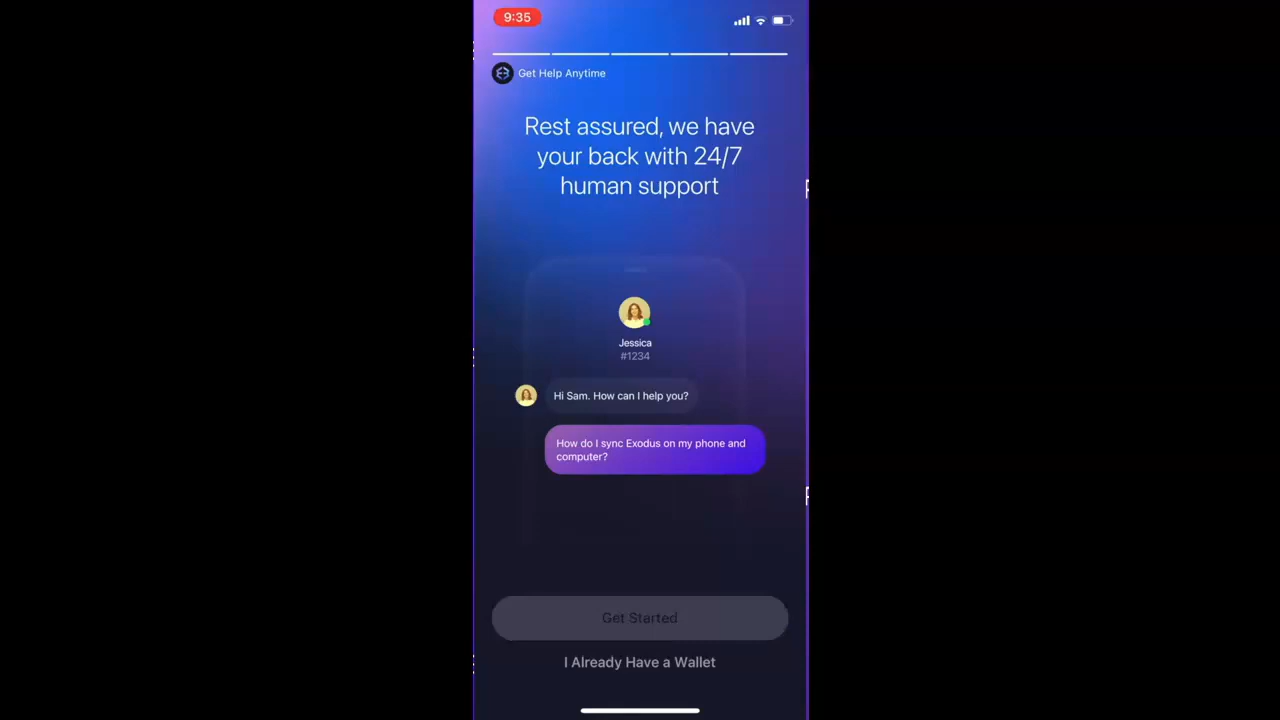 9:35
Get Help Anytime
Rest assured, we have
your back with 24/7
human support
Jessica
#1234
Hi Sam. How can I help you?
How do I sync Exodus on my phone and
computer?
Get Started
I Already Have a Wallet